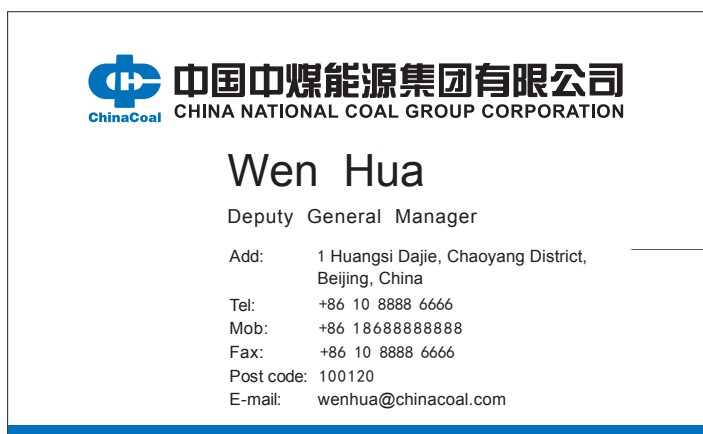 中国中煤能源集团有限公司
ChinaCoal CHINA NATIONAL COAL GROUP CORPORATION
Wen Hua
Deputy General Manager
Add: 1 Huangsi Dajie, Chaoyang District,
Beijing, China
Tel: +86 10 8888 6666
Mob: +86 18688888888
Fax: +86 10 8888 6666
Post code: 100120
E-mail: wenhua@chinacoal.com